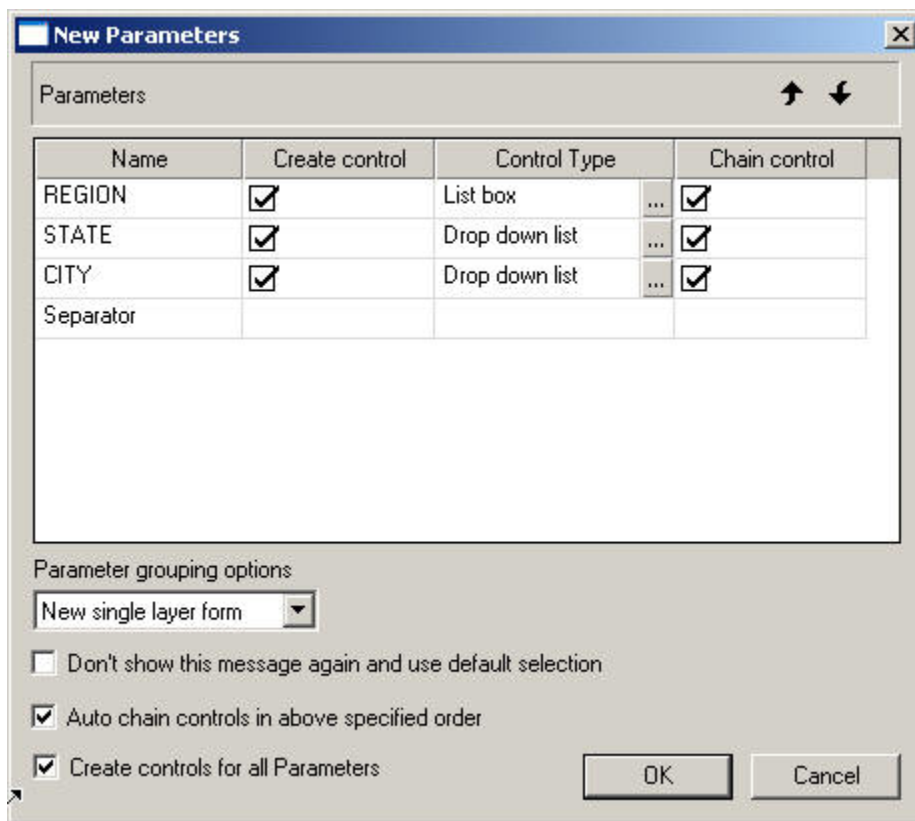 New Parameters
Parameters
Name Create control Control Type Chain control
REGION List box ...
STATE Drop down list ...
CITY Drop down list ...
Separator
Parameter grouping options
New single layer form
Don't show this message again and use default selection
Auto chain controls in above specified order
Create controls for all Parameters
OK Cancel